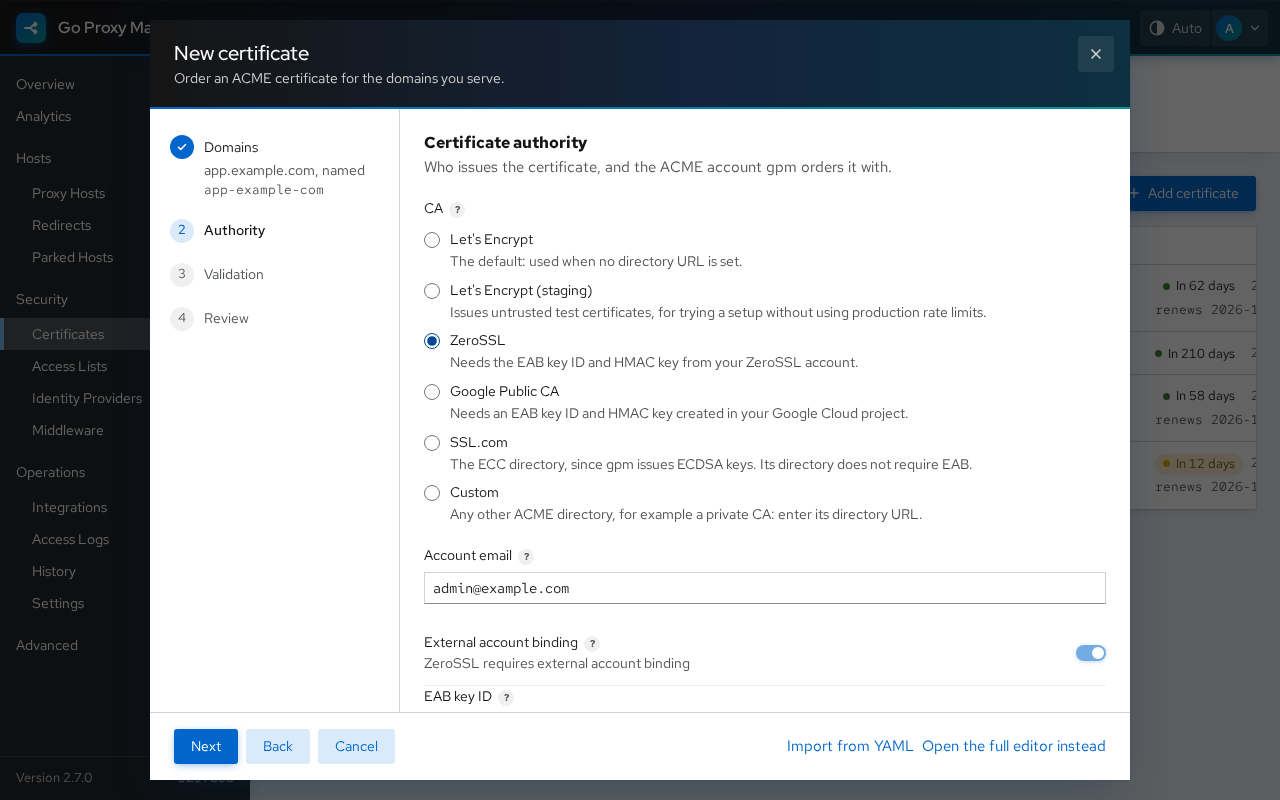 Go Proxy Ma
Auto
A
New certificate
Order an ACME certificate for the domains you serve.
Overview
Analytics
Hosts
Proxy Hosts
Redirects
Parked Hosts
Security
Certificates
Access Lists
Identity Providers
Middleware
Operations
Integrations
Access Logs
History
Settings
Advanced
Version 2.7.0
Domains
app.example.com, named
app-example-com
2 Authority
3 Validation
4 Review
Certificate authority
Who issues the certificate, and the ACME account gpm orders it with.
CA ?
Let's Encrypt
The default: used when no directory URL is set.
Let's Encrypt (staging)
Issues untrusted test certificates, for trying a setup without using production rate limits.
ZeroSSL
Needs the EAB key ID and HMAC key from your ZeroSSL account.
Google Public CA
Needs an EAB key ID and HMAC key created in your Google Cloud project.
SSL.com
The ECC directory, since gpm issues ECDSA keys. Its directory does not require EAB.
Custom
Any other ACME directory, for example a private CA: enter its directory URL.
Account email ?
admin@example.com
External account binding ?
ZeroSSL requires external account binding
EAB key ID ?
Next
Back
Cancel
Import from YAML
Open the full editor instead
+ Add certificate
In 62 days 2
renews 2026-1
In 210 days 2
In 58 days 2
renews 2026-1
In 12 days 2
renews 2026-1